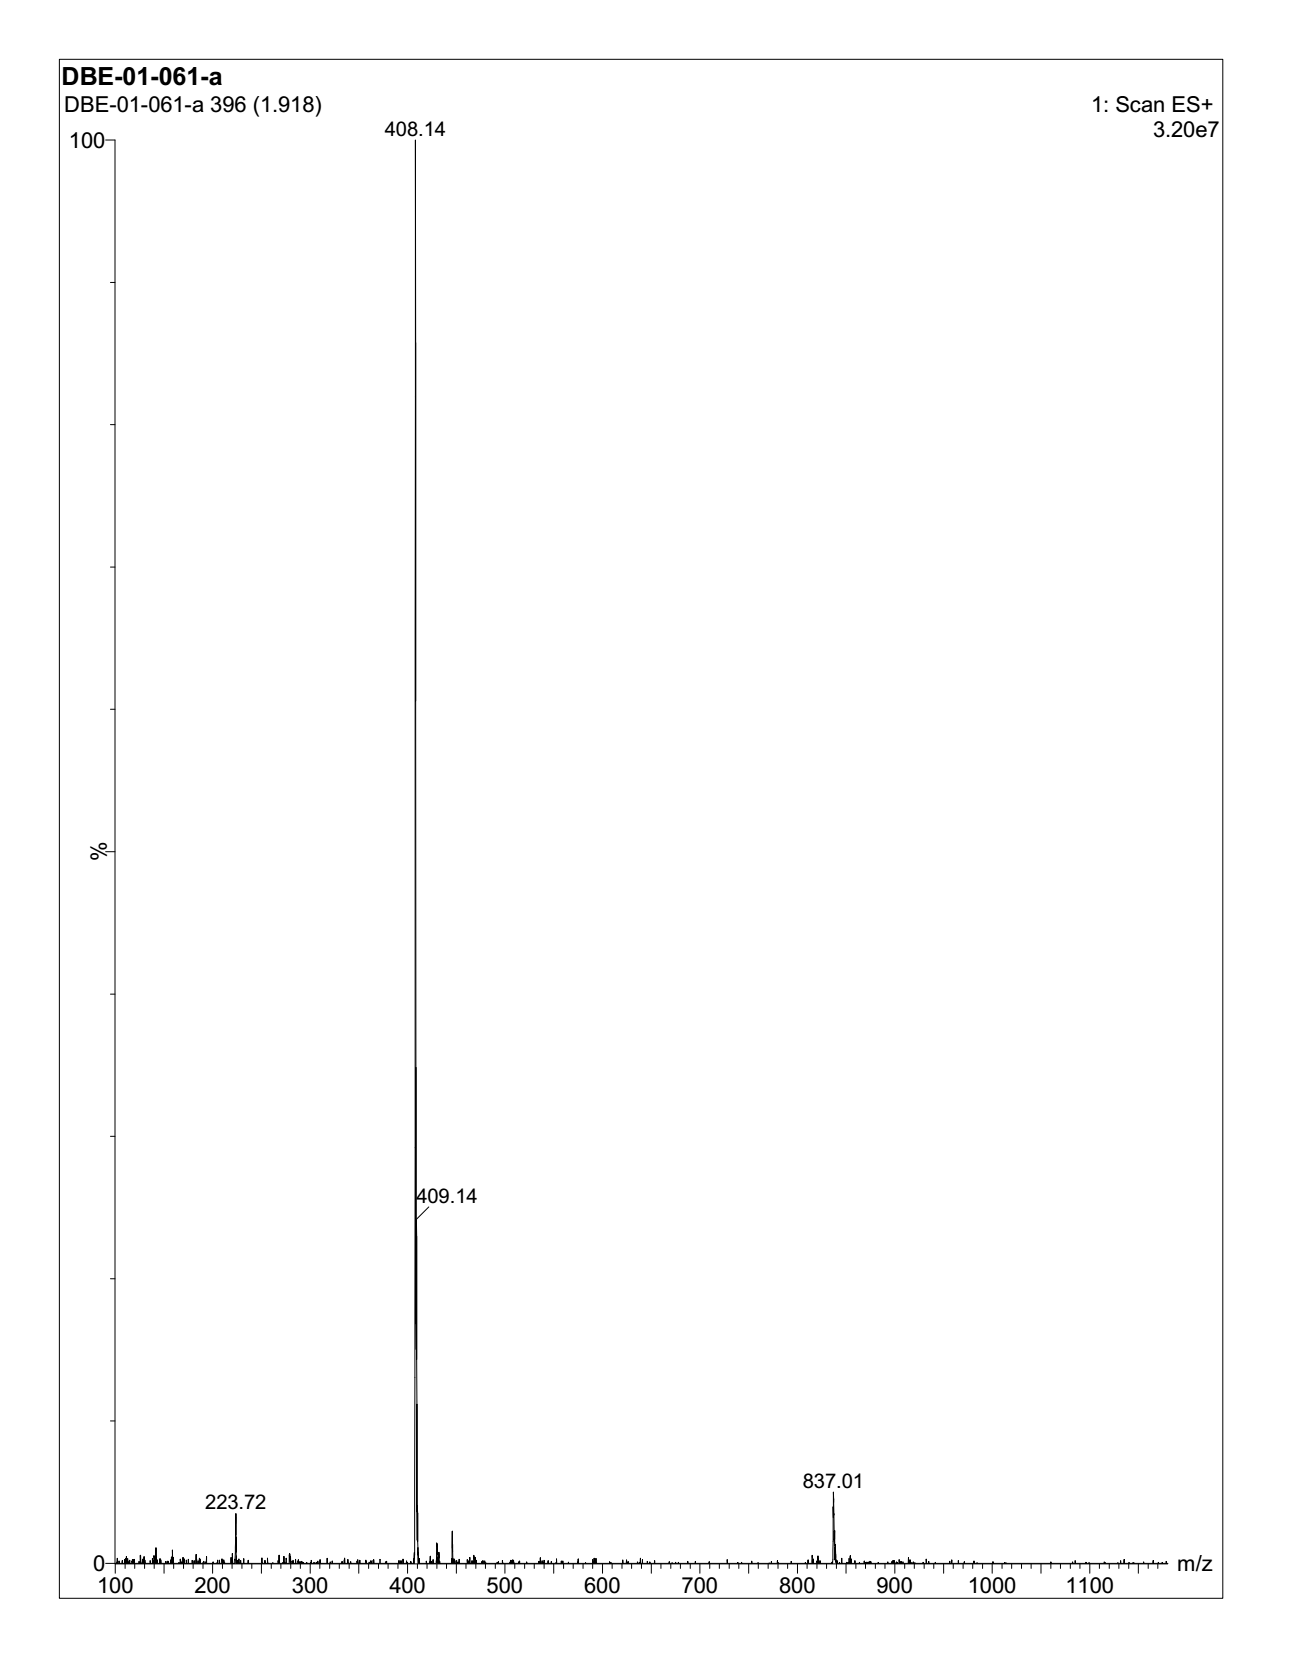 DBE-01-061-a
DBE-01-061-a 396 (1.918)
1: Scan ES+
3.20e7
408.14
100
%
409.14
837.01
223.72
0
m/z
100 200 300 400 500 600 700 800 900 1000 1100